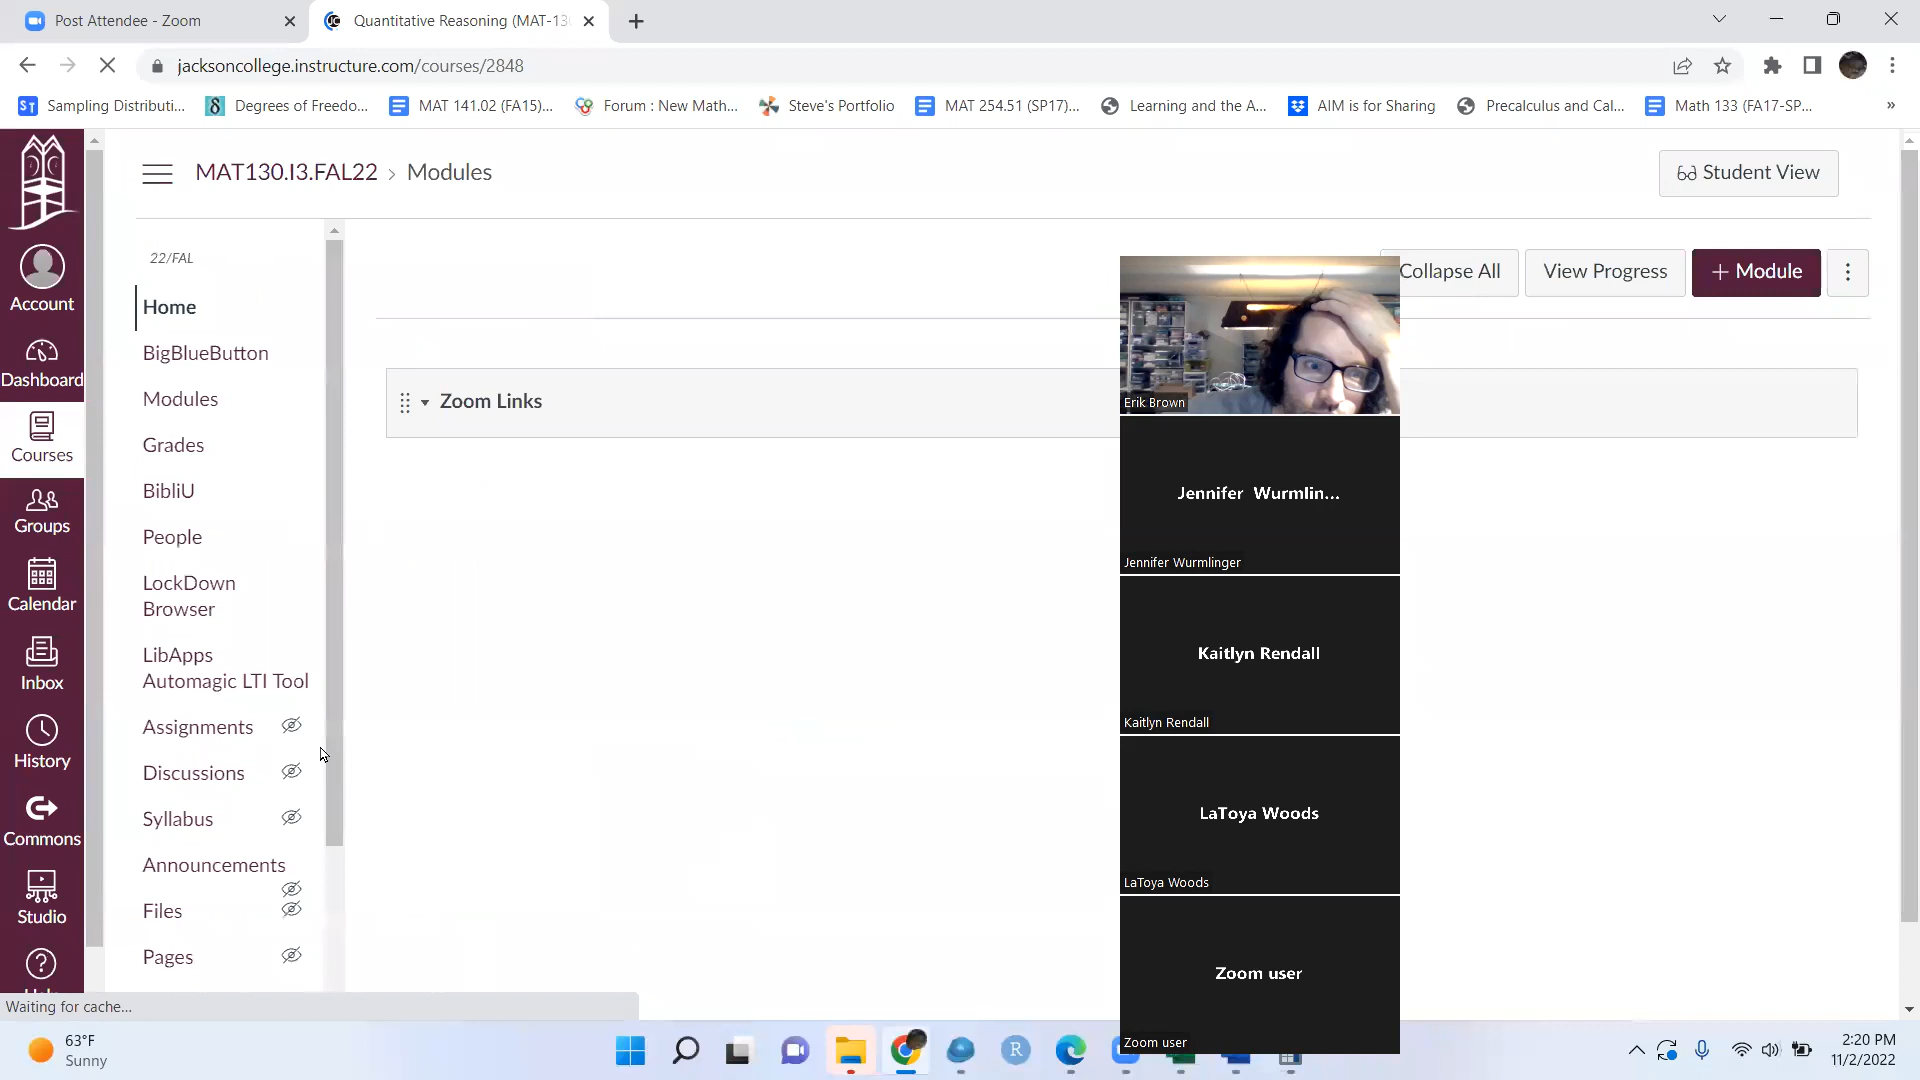 Post Attendee - Zoom
Quantitative Reasoning (MAT-130
jacksoncollege.instructure.com/courses/2848
ST Sampling Distributi...
Degrees of Freedo...
MAT 141.02 (FA15)...
Forum : New Math...
Steve's Portfolio
MAT 254.51 (SP17)...
Learning and the A...
AIM is for Sharing
Precalculus and Cal...
Math 133 (FA17-SP...
»
MAT130.I3.FAL22 › Modules
Student View
22/FAL
Home
BigBlueButton
Modules
Grades
BibliU
People
LockDown
Browser
LibApps
Automagic LTI Tool
Assignments
Discussions
Syllabus
Announcements
Files
Pages
Account
Dashboard
Courses
Groups
Calendar
Inbox
History
Commons
Studio
Collapse All
View Progress
+ Module
Zoom Links
Erik Brown
Jennifer Wurmlin...
Jennifer Wurmlinger
Kaitlyn Rendall
Kaitlyn Rendall
LaToya Woods
LaToya Woods
Zoom user
Zoom user
Waiting for cache...
63°F
Sunny
R
2:20 PM
11/2/2022